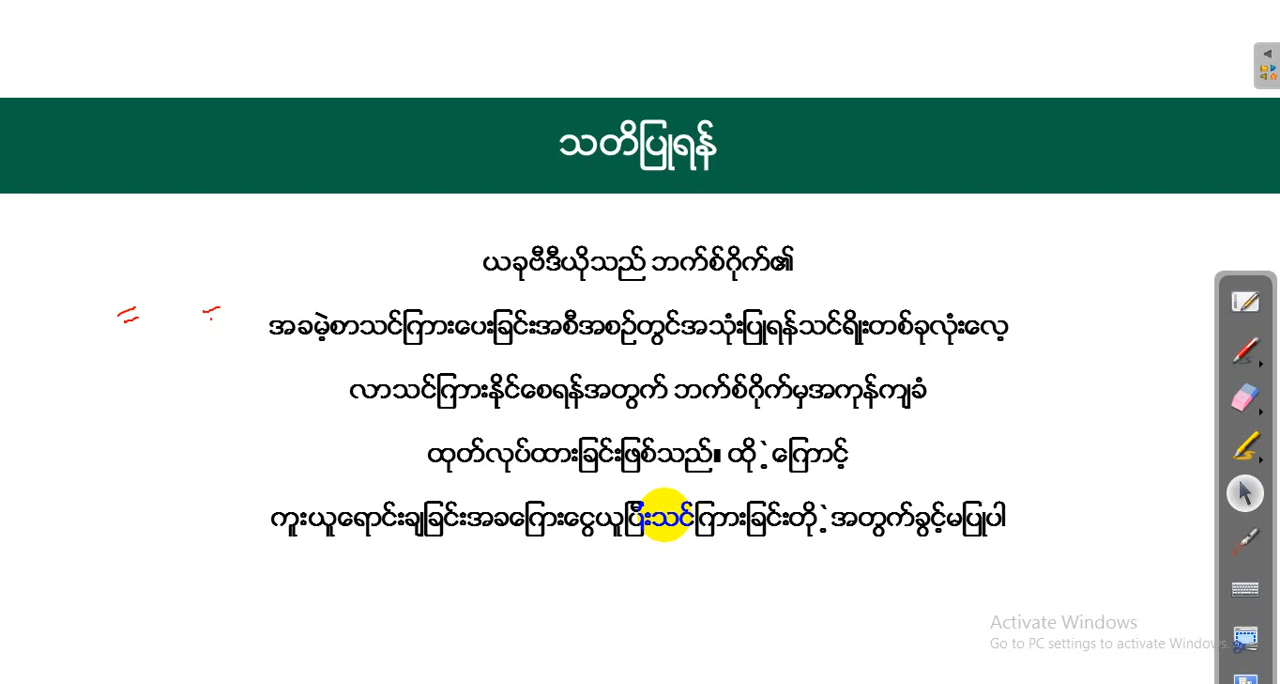 သတိပြုရန်
ယခုဗီဒီယိုသည် ဘက်စ်ဂိုက်၏
အခမဲ့စာသင်ကြားပေးခြင်းအစီအစဉ်တွင်အသုံးပြုရန်သင်ရိုးတစ်ခုလုံးလေ့
လာသင်ကြားနိုင်စေရန်အတွက် ဘက်စ်ဂိုက်မှအကုန်ကျခံ
ထုတ်လုပ်ထားခြင်းဖြစ်သည်။ ထို့ကြောင့်
ကူးယူရောင်းချခြင်းအခကြေးငွေယူပြီးသင်ကြားခြင်းတို့အတွက်ခွင့်မပြုပါ
Activate Windows
Go to PC settings to activate Windows.